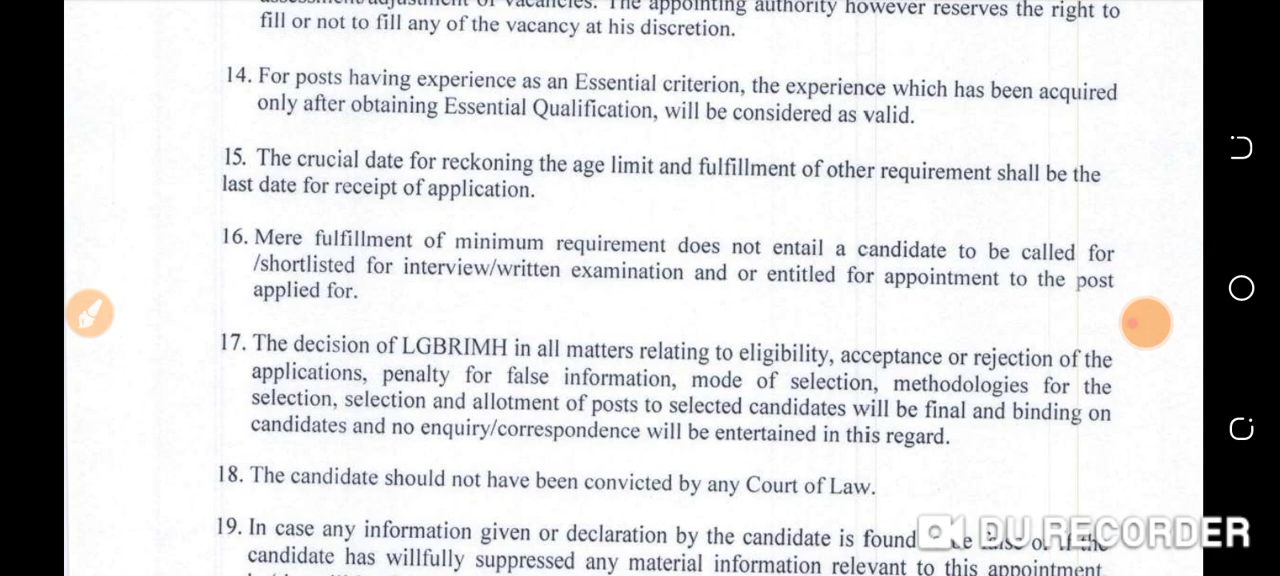 assessment/adjustment of vacancies. The appointing authority however reserves the right to
fill or not to fill any of the vacancy at his discretion.
14. For posts having experience as an Essential criterion, the experience which has been acquired
only after obtaining Essential Qualification, will be considered as valid.
15. The crucial date for reckoning the age limit and fulfillment of other requirement shall be the
last date for receipt of application.
16. Mere fulfillment of minimum requirement does not entail a candidate to be called for
/shortlisted for interview/written examination and or entitled for appointment to the post
applied for.
17. The decision of LGBRIMH in all matters relating to eligibility, acceptance or rejection of the
applications, penalty for false information, mode of selection, methodologies for the
selection, selection and allotment of posts to selected candidates will be final and binding on
candidates and no enquiry/correspondence will be entertained in this regard.
18. The candidate should not have been convicted by any Court of Law.
19. In case any information given or declaration by the candidate is found
DU RECORDER
candidate has willfully suppressed any material information relevant to this appointment